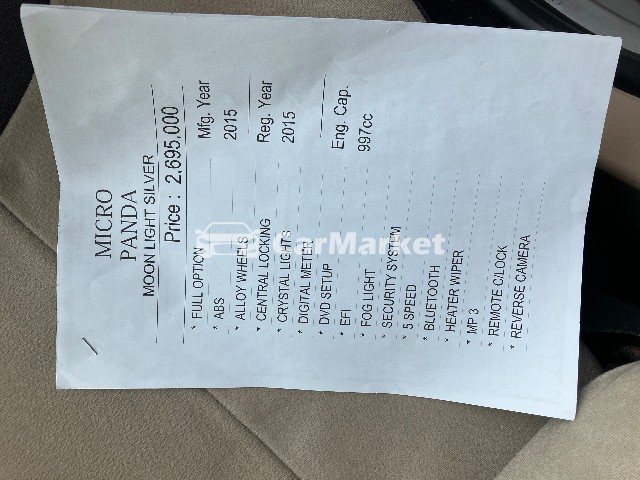 MICRO
PANDA
MOON LIGHT SILVER
Price : 2,695,000
* FULL OPTION
* ABS
* ALLOY WHEELS
* CENTRAL LOCKING
* CRYSTAL LIGHTS
* DIGITAL METER
* DVD SETUP
* EFI
* FOG LIGHT
* SECURITY SYSTEM
* 5 SPEED
* BLUETOOTH
* HEATER WIPER
* MP 3
* REMOTE C/LOCK
* REVERSE CAMERA
Mfg. Year
2015
Reg. Year
2015
Eng. Cap.
997cc
CarMarket